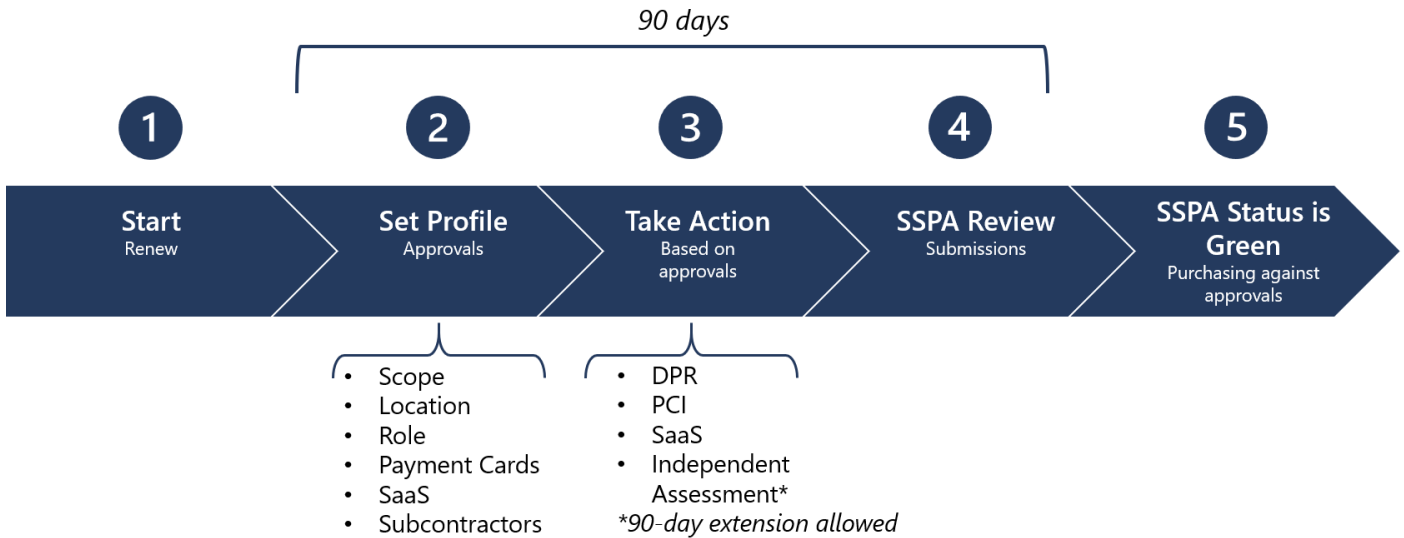 90 days
1
2
3
4
5
Start
Renew
Set Profile
Approvals
Take Action
Based on
approvals
SSPA Review
Submissions
SSPA Status is
Green
Purchasing against
approvals
• Scope
• Location
• Role
• Payment Cards
• SaaS
• Subcontractors
• DPR
• PCI
• SaaS
• Independent
Assessment*
*90-day extension allowed